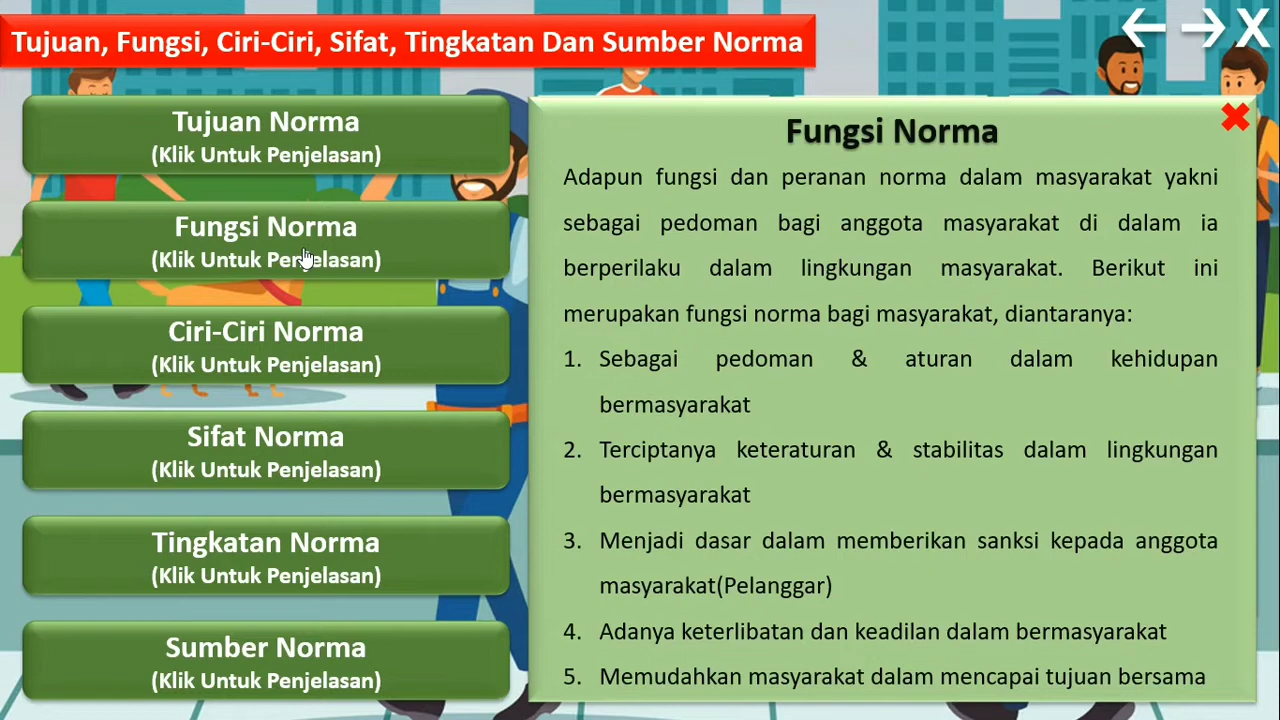 Tujuan, Fungsi, Ciri-Ciri, Sifat, Tingkatan Dan Sumber Norma
X
Tujuan Norma
(Klik Untuk Penjelasan)
Fungsi Norma
(Klik Untuk Penjelasan)
Ciri-Ciri Norma
(Klik Untuk Penjelasan)
Sifat Norma
(Klik Untuk Penjelasan)
Tingkatan Norma
(Klik Untuk Penjelasan)
Sumber Norma
(Klik Untuk Penjelasan)
Fungsi Norma
Adapun fungsi dan peranan norma dalam masyarakat yakni
sebagai pedoman bagi anggota masyarakat di dalam ia
berperilaku dalam lingkungan masyarakat. Berikut ini
merupakan fungsi norma bagi masyarakat, diantaranya:
1. Sebagai pedoman & aturan dalam kehidupan
bermasyarakat
2. Terciptanya keteraturan & stabilitas dalam lingkungan
bermasyarakat
3. Menjadi dasar dalam memberikan sanksi kepada anggota
masyarakat(Pelanggar)
4. Adanya keterlibatan dan keadilan dalam bermasyarakat
5. Memudahkan masyarakat dalam mencapai tujuan bersama